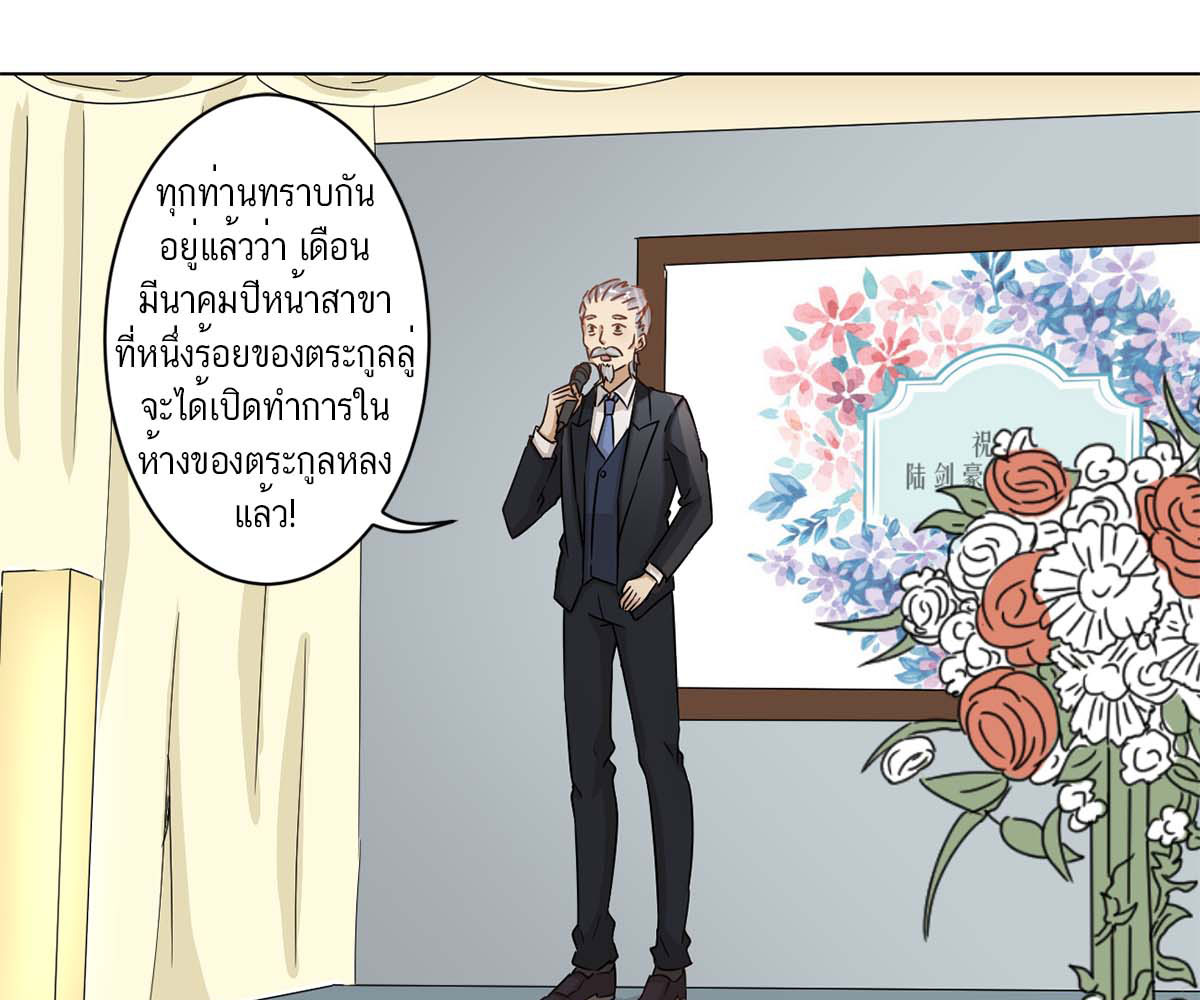 ทุกท่านทราบกัน
อยู่แล้วว่า เดือน
มีนาคมปีหน้าสาขา
ที่หนึ่งร้อยของตระกูลลู่
จะได้เปิดทำการใน
ห้างของตระกูลหลง
แล้ว!
祝
陆剑豪